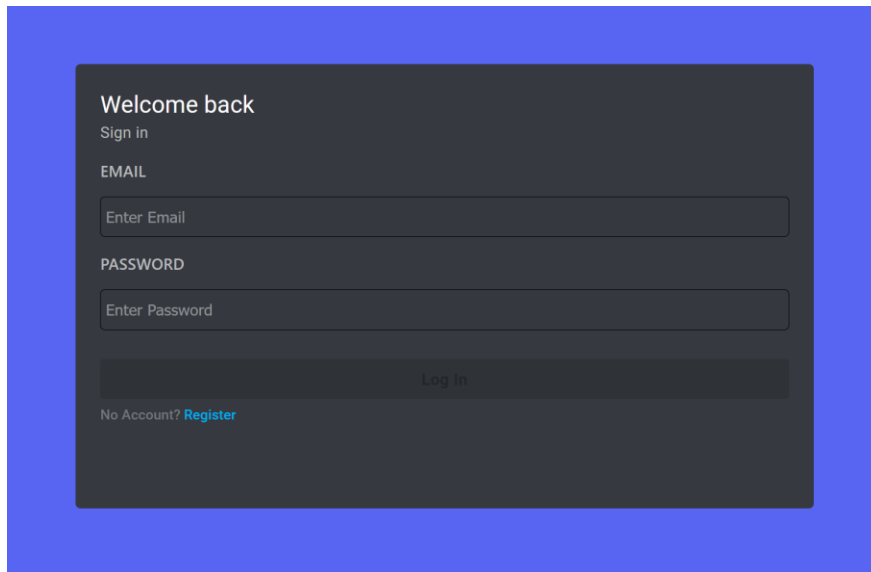 Welcome back
Sign in
EMAIL
Enter Email
PASSWORD
Enter Password
Log In
No Account? Register